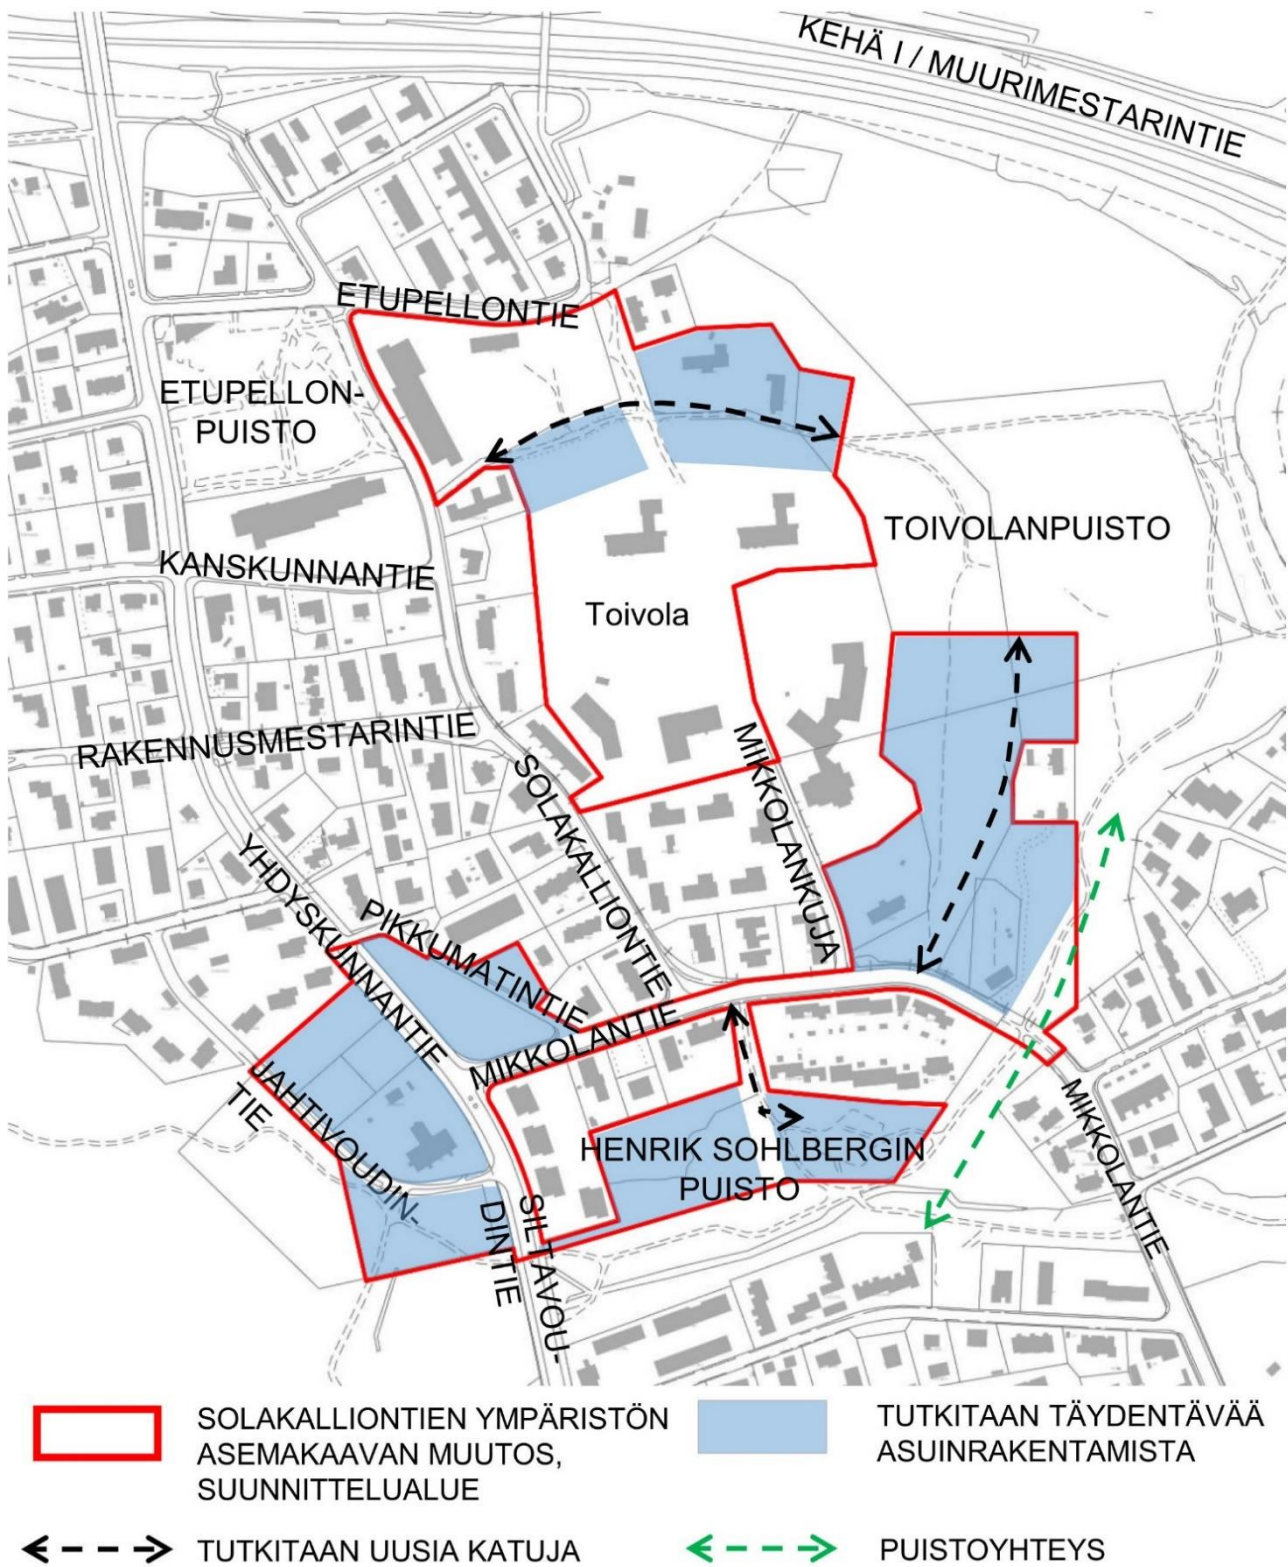 KEHÄ I / MUURIMESTARINTIE
ETUPELLONTIE
ETUPELLON-
PUISTO
TOIVOLANPUISTO
KANSKUNNANTIE
Toivola
RAKENNUSMESTARINTIE
SOLAKALLIONTIE
MIKKOLANKUJA
YHDYSKUNNANTIE
PIKKUMATINTIE
MIKKOLANTIE
JAHTIVOUDIN-
TIE
HENRIK SOHLBERGIN
PUISTO
MIKKOLANTIE
SILTAVOU-
DINTIE
SOLAKALLIONTIEN YMPÄRISTÖN
ASEMAKAAVAN MUUTOS,
SUUNNITTELUALUE
TUTKITAAN TÄYDENTÄVÄÄ
ASUINRAKENTAMISTA
TUTKITAAN UUSIA KATUJA
PUISTOYHTEYS